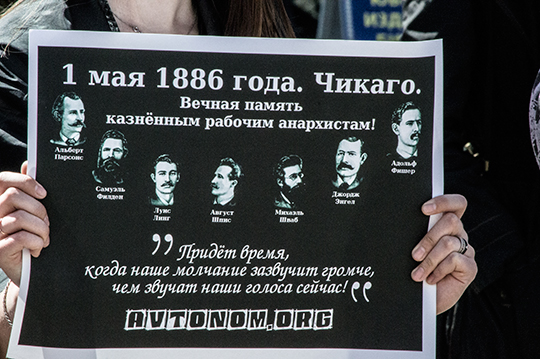 1 мая 1886 года. Чикаго.
Вечная память
казнённым рабочим анархистам!
Альберт
Парсонс
Самуэль
Филден
Луис
Линг
Август
Шпис
Михаэль
Шваб
Джордж
Энгел
Адольф
Фишер
„Придёт время,
когда наше молчание зазвучит громче,
чем звучат наши голоса сейчас!“
AVTONOM.ORG